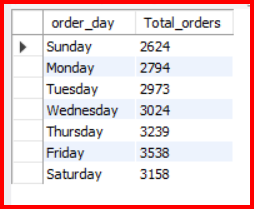 order_day Total_orders
Sunday 2624
Monday 2794
Tuesday 2973
Wednesday 3024
Thursday 3239
Friday 3538
Saturday 3158